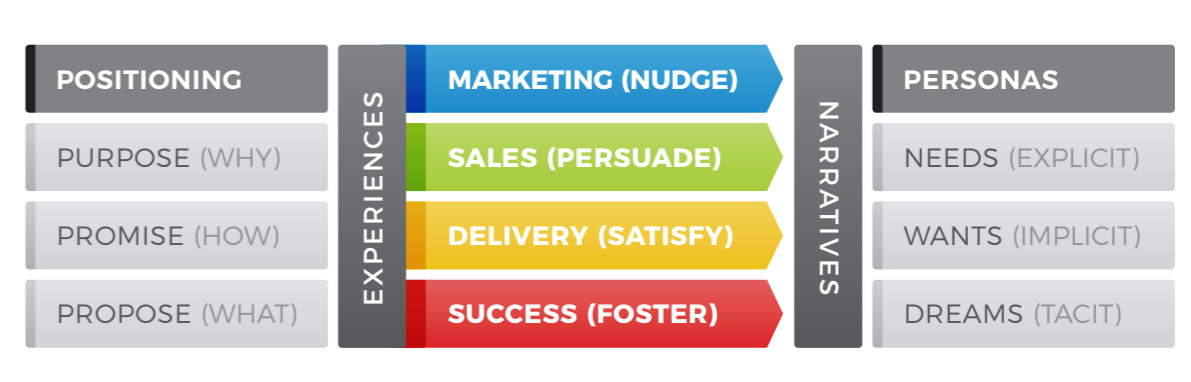 POSITIONING
PURPOSE (WHY)
PROMISE (HOW)
PROPOSE (WHAT)
EXPERIENCES
MARKETING (NUDGE)
SALES (PERSUADE)
DELIVERY (SATISFY)
SUCCESS (FOSTER)
NARRATIVES
PERSONAS
NEEDS (EXPLICIT)
WANTS (IMPLICIT)
DREAMS (TACIT)